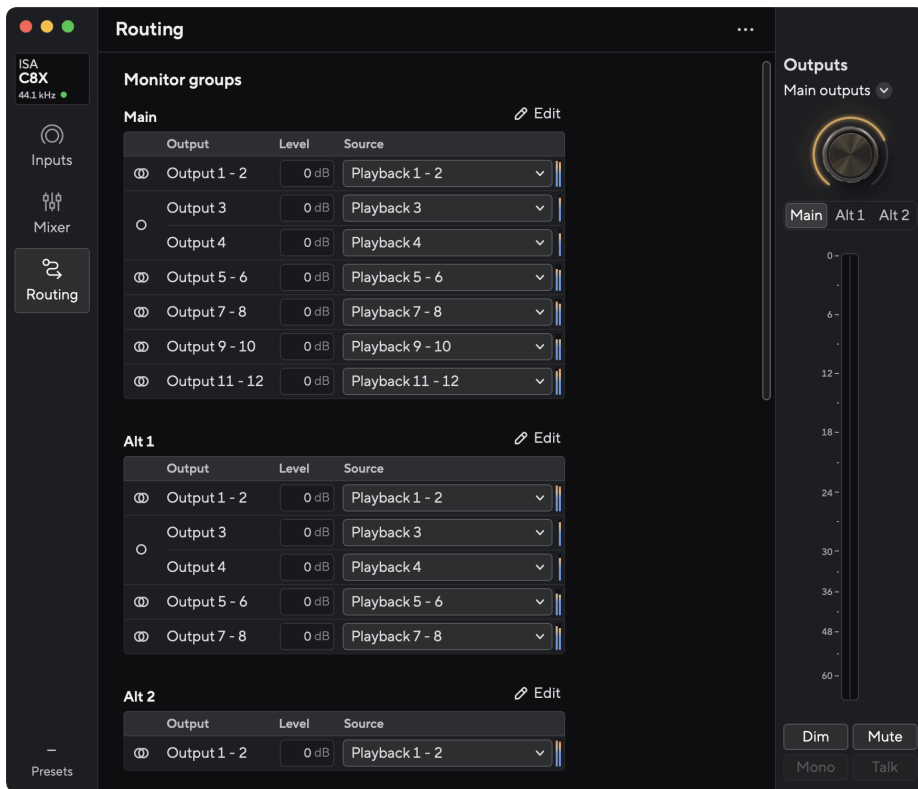 Routing
...
ISA
C8X
44.1 kHz
Inputs
Mixer
Routing
–
Presets
Monitor groups
Main
Edit
Output Level Source
Output 1 - 2 0 dB Playback 1 - 2
Output 3 0 dB Playback 3
Output 4 0 dB Playback 4
Output 5 - 6 0 dB Playback 5 - 6
Output 7 - 8 0 dB Playback 7 - 8
Output 9 - 10 0 dB Playback 9 - 10
Output 11 - 12 0 dB Playback 11 - 12
Alt 1
Edit
Output Level Source
Output 1 - 2 0 dB Playback 1 - 2
Output 3 0 dB Playback 3
Output 4 0 dB Playback 4
Output 5 - 6 0 dB Playback 5 - 6
Output 7 - 8 0 dB Playback 7 - 8
Alt 2
Edit
Output Level Source
Output 1 - 2 0 dB Playback 1 - 2
Outputs
Main outputs
Main Alt 1 Alt 2
0
6
12
18
24
30
36
48
60
Dim Mute
Mono Talk